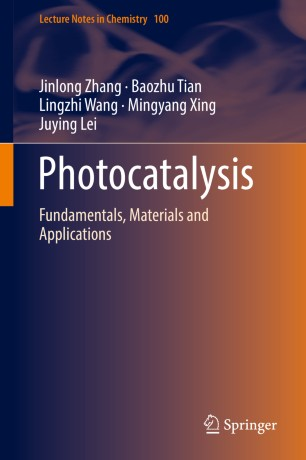 Lecture Notes in Chemistry 100
Jinlong Zhang · Baozhu Tian
Lingzhi Wang · Mingyang Xing
Juying Lei
Photocatalysis
Fundamentals, Materials and
Applications
Springer